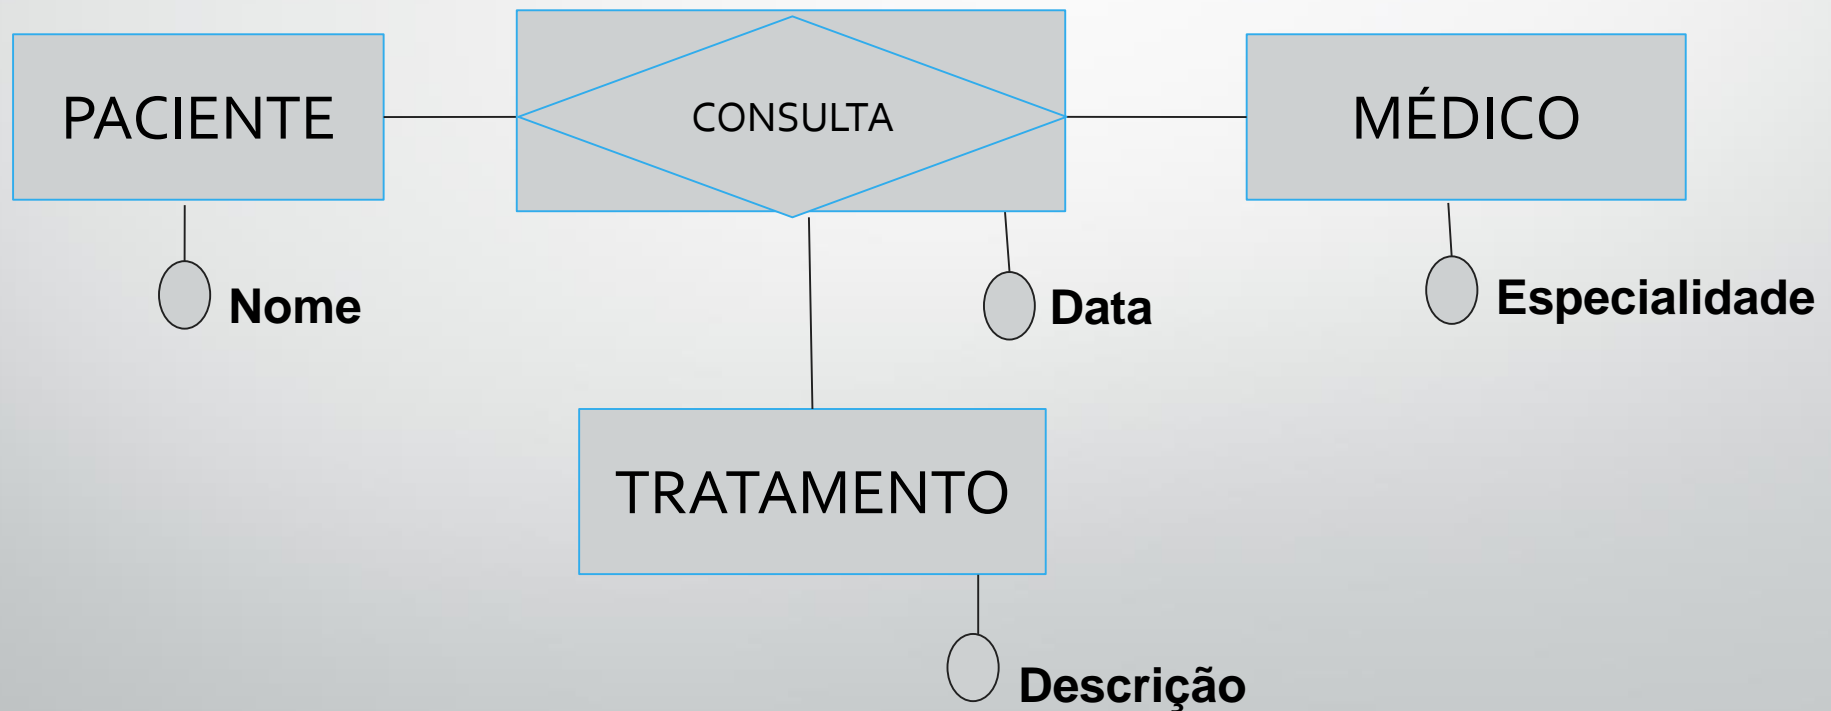 PACIENTE
CONSULTA
MÉDICO
Nome
Data
Especialidade
TRATAMENTO
Descrição